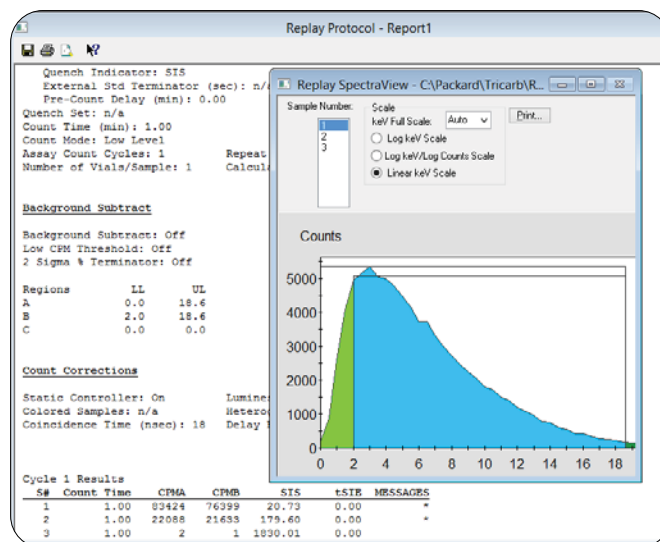 Replay Protocol - Report1
Quench Indicator: SIS
External Std Terminator (sec): n/a
Pre-Count Delay (min): 0.00
Quench Set: n/a
Count Time (min): 1.00
Count Mode: Low Level
Assay Count Cycles: 1 Repeat
Number of Vials/Sample: 1 Calcula
Background Subtract
Background Subtract: Off
Low CPM Threshold: Off
2 Sigma % Terminator: Off
Regions LL UL
A 0.0 18.6
B 2.0 18.6
C 0.0 0.0
Count Corrections
Static Controller: On Lumines
Colored Samples: n/a Heterog
Coincidence Time (nsec): 18 Delay
Cycle 1 Results
S# Count Time CPMA CPMB SIS tSIE MESSAGES
1 1.00 83424 76399 20.73 0.00 *
2 1.00 22088 21633 179.60 0.00 *
3 1.00 2 1 1830.01 0.00
Replay SpectraView - C:\Packard\Tricarb\R...
Sample Number:
1
2
3
Scale
keV Full Scale: Auto
Log keV Scale
Log keV/Log Counts Scale
Linear keV Scale
Print...
Counts
5000
4000
3000
2000
1000
0
0 2 4 6 8 10 12 14 16 18